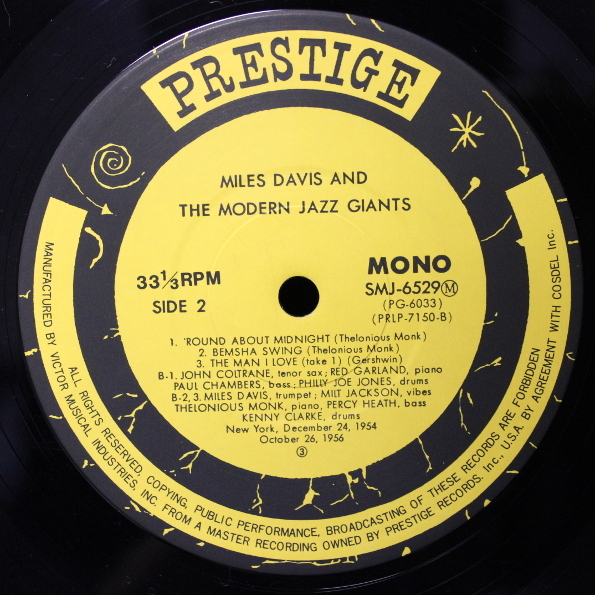 PRESTIGE
MILES DAVIS AND
THE MODERN JAZZ GIANTS
33⅓RPM
SIDE 2
MONO
SMJ-6529Ⓜ
(PG-6033)
(PRLP-7150-B)
1. 'ROUND ABOUT MIDNIGHT (Thelonious Monk)
2. BEMSHA SWING (Thelonious Monk)
3. THE MAN I LOVE (take 1) (Gershwin)
B-1. JOHN COLTRANE, tenor sax; RED GARLAND, piano
PAUL CHAMBERS, bass; PHILLY JOE JONES, drums
B-2, 3. MILES DAVIS, trumpet; MILT JACKSON, vibes
THELONIOUS MONK, piano, PERCY HEATH, bass
KENNY CLARKE, drums
New York, December 24, 1954
October 26, 1956
③
ALL RIGHTS RESERVED, COPYING, PUBLIC PERFORMANCE, BROADCASTING OF THESE RECORDS ARE FORBIDDEN
MANUFACTURED BY VICTOR MUSICAL INDUSTRIES, INC. FROM A MASTER RECORDING OWNED BY PRESTIGE RECORDS. Inc., U.S.A. BY AGREEMENT WITH COSDEL Inc.